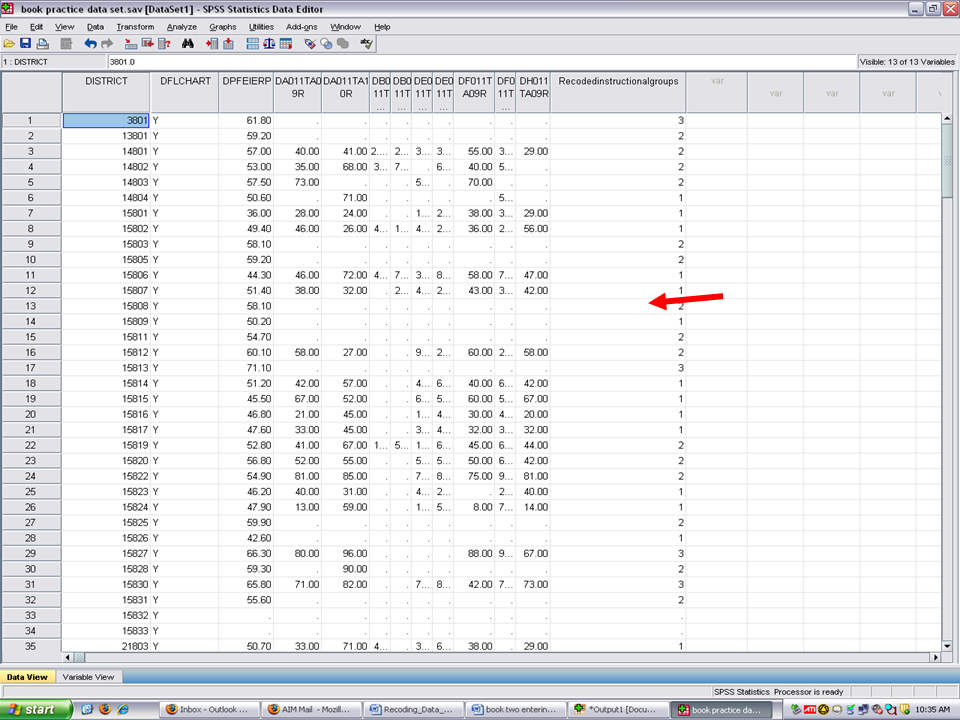 book practice data set.sav [DataSet1] - SPSS Statistics Data Editor
File Edit View Data Transform Analyze Graphs Utilities Add-ons Window Help
1 : DISTRICT 3801.0 Visible: 13 of 13 Variables
DISTRICT DFLCHART DPFEIERP DA011TA09R DA011TA10R DB011T... DB011T... DE011T... DE011T... DF011TA09R DF011T... DH011TA09R Recodedinstructionalgroups var var var var
1 3801 Y 61.80 . . . . . . . . . 3
2 13801 Y 59.20 . . . . . . . . . 2
3 14801 Y 57.00 40.00 41.00 2.... 2... 3... 3... 55.00 3... 29.00 2
4 14802 Y 53.00 35.00 68.00 3... 7... . 6... 40.00 5... . 2
5 14803 Y 57.50 73.00 . . . 5... . 70.00 . . 2
6 14804 Y 50.60 . 71.00 . . . . . 5... . 1
7 15801 Y 36.00 28.00 24.00 . . 1... 2... 38.00 3... 29.00 1
8 15802 Y 49.40 46.00 26.00 4... 1... 4... 2... 36.00 2... 56.00 1
9 15803 Y 58.10 . . . . . . . . . 2
10 15805 Y 59.20 . . . . . . . . . 2
11 15806 Y 44.30 46.00 72.00 4... 7... 3... 8... 58.00 7... 47.00 1
12 15807 Y 51.40 38.00 32.00 . 2... 4... 2... 43.00 3... 42.00 1
13 15808 Y 58.10 . . . . . . . . . 2
14 15809 Y 50.20 . . . . . . . . . 1
15 15811 Y 54.70 . . . . . . . . . 2
16 15812 Y 60.10 58.00 27.00 . . 9... 2... 60.00 2... 58.00 2
17 15813 Y 71.10 . . . . . . . . . 3
18 15814 Y 51.20 42.00 57.00 . . 4... 6... 40.00 6... 42.00 1
19 15815 Y 45.50 67.00 52.00 . . 6... 5... 60.00 5... 67.00 1
20 15816 Y 46.80 21.00 45.00 . . 1... 4... 30.00 4... 20.00 1
21 15817 Y 47.60 33.00 45.00 . . 3... 4... 32.00 3... 32.00 1
22 15819 Y 52.80 41.00 67.00 1... 5... 1... 6... 45.00 6... 44.00 2
23 15820 Y 56.80 52.00 55.00 . . 5... 5... 50.00 6... 42.00 2
24 15822 Y 54.90 81.00 85.00 . . 7... 8... 75.00 9... 81.00 2
25 15823 Y 46.20 40.00 31.00 . . 4... 2... . 2... 40.00 1
26 15824 Y 47.90 13.00 59.00 . . 1... 5... 8.00 7... 14.00 1
27 15825 Y 59.90 . . . . . . . . . 2
28 15826 Y 42.60 . . . . . . . . . 1
29 15827 Y 66.30 80.00 96.00 . . . . 88.00 9... 67.00 3
30 15828 Y 59.30 . 90.00 . . . . . . . 2
31 15830 Y 65.80 71.00 82.00 . . 7... 8... 42.00 7... 73.00 3
32 15831 Y 55.60 . . . . . . . . . 2
33 15832 Y . . . . . . . . . . .
34 15833 Y . . . . . . . . . . .
35 21803 Y 50.70 33.00 71.00 4... . 3... 6... 38.00 . 29.00 1
Data View Variable View
SPSS Statistics Processor is ready
start Inbox - Outlook ... AIM Mail - Mozill... Recoding_Data_... book two enterin... *Output1 [Docu... book practice da... ATI 10:35 AM